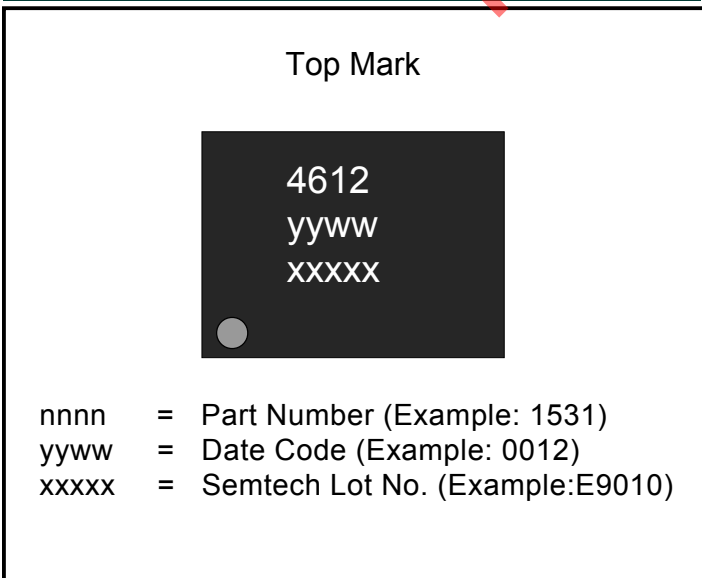 Top Mark
4612
yyww
xxxxx
nnnn = Part Number (Example: 1531)
yyww = Date Code (Example: 0012)
xxxxx = Semtech Lot No. (Example:E9010)